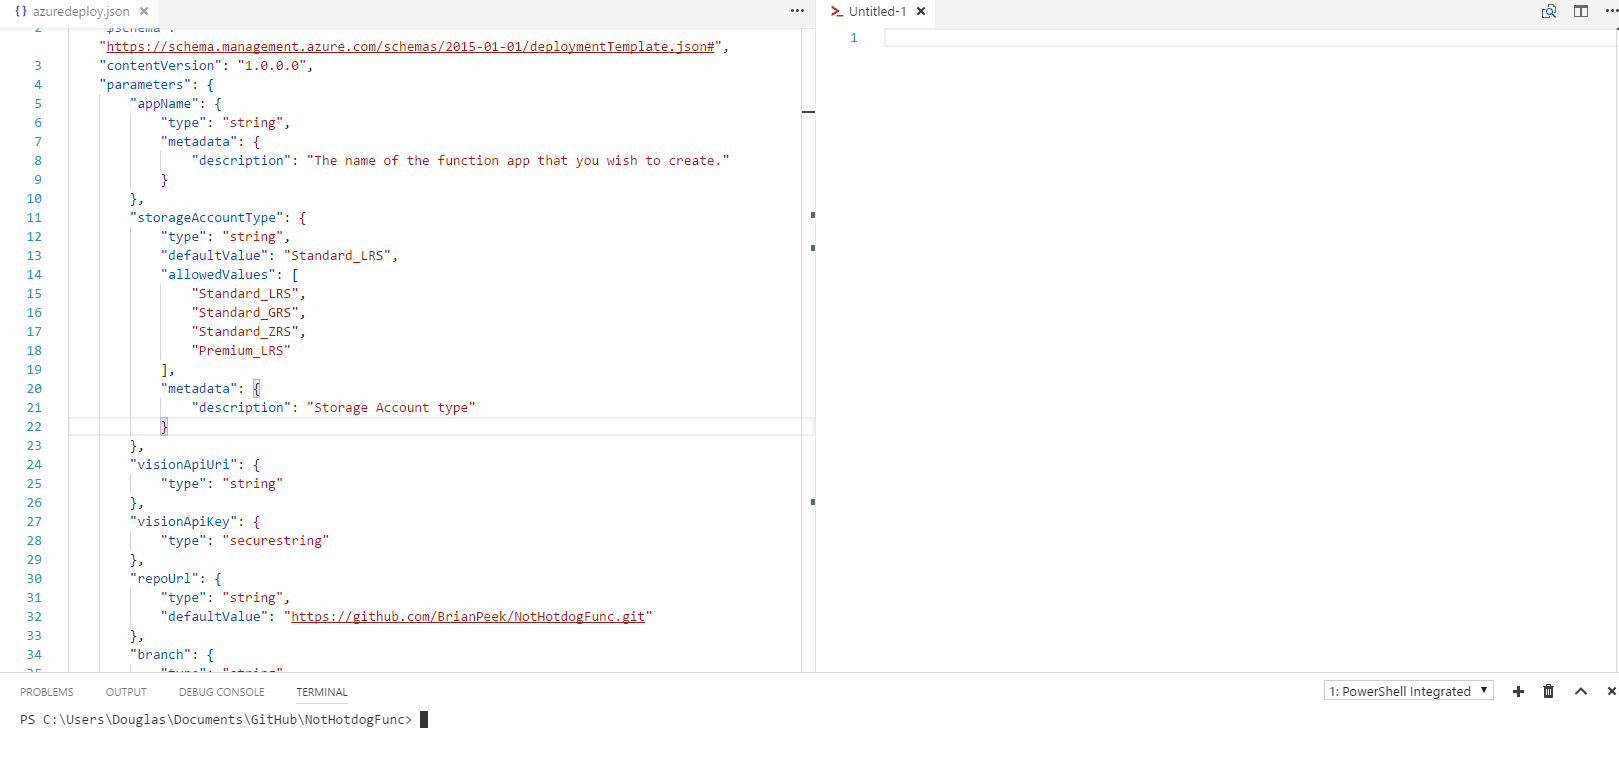 {} azuredeploy.json × ···
2 "$schema":
"https://schema.management.azure.com/schemas/2015-01-01/deploymentTemplate.json#",
3 "contentVersion": "1.0.0.0",
4 "parameters": {
5 "appName": {
6 "type": "string",
7 "metadata": {
8 "description": "The name of the function app that you wish to create."
9 }
10 },
11 "storageAccountType": {
12 "type": "string",
13 "defaultValue": "Standard_LRS",
14 "allowedValues": [
15 "Standard_LRS",
16 "Standard_GRS",
17 "Standard_ZRS",
18 "Premium_LRS"
19 ],
20 "metadata": {
21 "description": "Storage Account type"
22 }
23 },
24 "visionApiUri": {
25 "type": "string"
26 },
27 "visionApiKey": {
28 "type": "securestring"
29 },
30 "repoUrl": {
31 "type": "string",
32 "defaultValue": "https://github.com/BrianPeek/NotHotdogFunc.git"
33 },
34 "branch": {
35 "type": "string"
Untitled-1 × ···
1
PROBLEMS OUTPUT DEBUG CONSOLE TERMINAL 1: PowerShell Integrated
PS C:\Users\Douglas\Documents\GitHub\NotHotdogFunc>